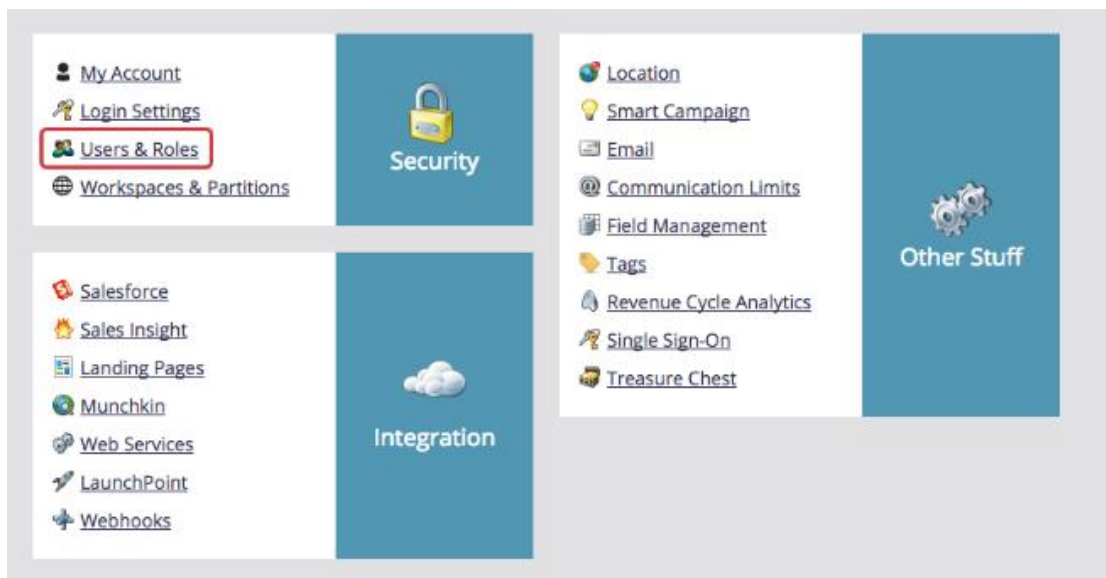 My Account
Login Settings
Users & Roles
Workspaces & Partitions
Security
Salesforce
Sales Insight
Landing Pages
Munchkin
Web Services
LaunchPoint
Webhooks
Integration
Location
Smart Campaign
Email
Communication Limits
Field Management
Tags
Revenue Cycle Analytics
Single Sign-On
Treasure Chest
Other Stuff